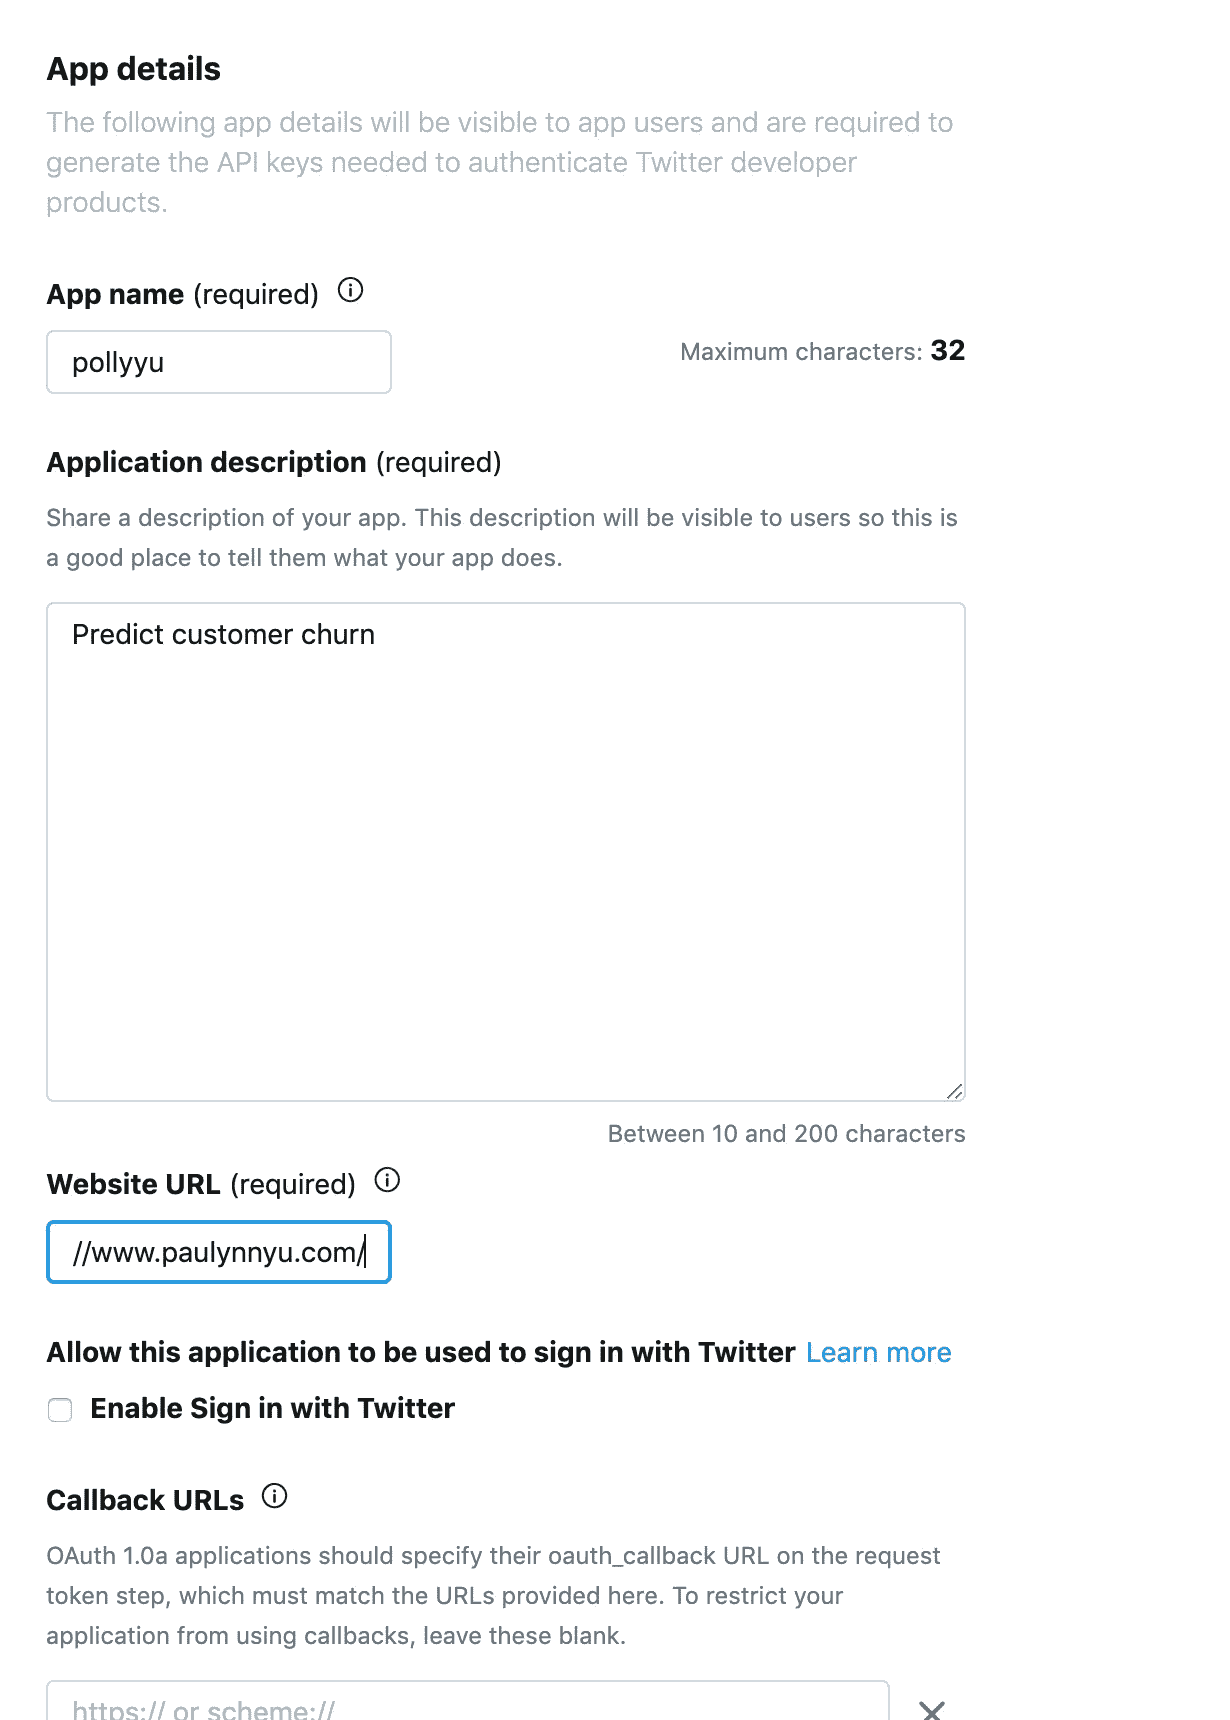 App details
The following app details will be visible to app users and are required to
generate the API keys needed to authenticate Twitter developer
products.
App name (required)
pollyyu
Maximum characters: 32
Application description (required)
Share a description of your app. This description will be visible to users so this is
a good place to tell them what your app does.
Predict customer churn
Between 10 and 200 characters
Website URL (required)
//www.paulynnyu.com/
Allow this application to be used to sign in with Twitter Learn more
Enable Sign in with Twitter
Callback URLs
OAuth 1.0a applications should specify their oauth_callback URL on the request
token step, which must match the URLs provided here. To restrict your
application from using callbacks, leave these blank.
https:// or scheme://